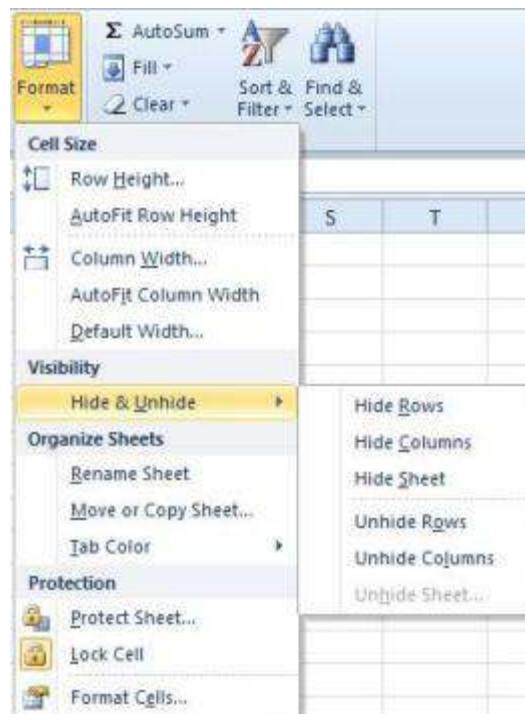 Format
Σ AutoSum
Fill
Clear
Sort &
Filter
Find &
Select
Cell Size
Row Height...
AutoFit Row Height
Column Width...
AutoFit Column Width
Default Width...
Visibility
Hide & Unhide
Organize Sheets
Rename Sheet
Move or Copy Sheet...
Tab Color
Protection
Protect Sheet...
Lock Cell
Format Cells...
S T
Hide Rows
Hide Columns
Hide Sheet
Unhide Rows
Unhide Columns
Unhide Sheet...